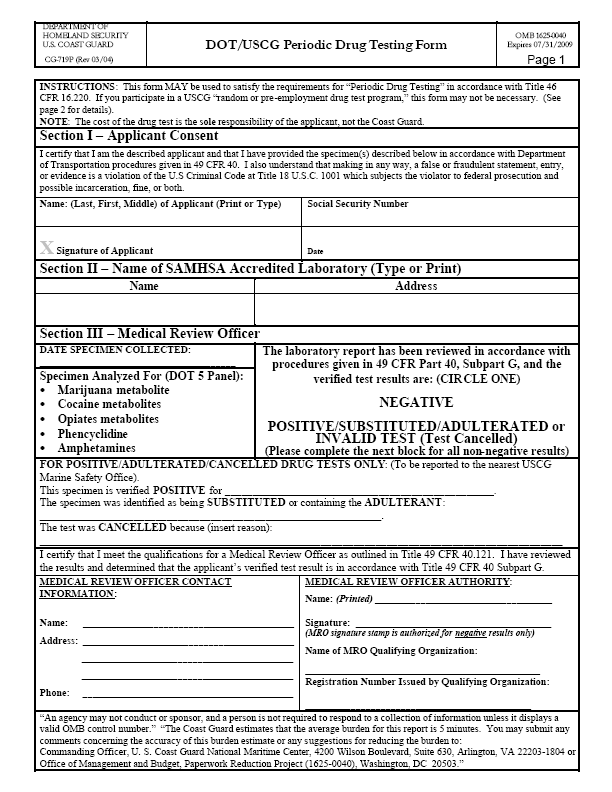 DEPARTMENT OF
HOMELAND SECURITY
U.S. COAST GUARD
CG-719P (Rev 03/04)
DOT/USCG Periodic Drug Testing Form
OMB 1625-0040
Expires 07/31/2009
Page 1
INSTRUCTIONS: This form MAY be used to satisfy the requirements for “Periodic Drug Testing” in accordance with Title 46
CFR 16.220. If you participate in a USCG “random or pre-employment drug test program,” this form may not be necessary. (See
page 2 for details).
NOTE: The cost of the drug test is the sole responsibility of the applicant, not the Coast Guard.
Section I – Applicant Consent
I certify that I am the described applicant and that I have provided the specimen(s) described below in accordance with Department
of Transportation procedures given in 49 CFR 40. I also understand that making in any way, a false or fraudulent statement, entry,
or evidence is a violation of the U.S Criminal Code at Title 18 U.S.C. 1001 which subjects the violator to federal prosecution and
possible incarceration, fine, or both.
Name: (Last, First, Middle) of Applicant (Print or Type)
Social Security Number
X Signature of Applicant
Date
Section II – Name of SAMHSA Accredited Laboratory (Type or Print)
Name
Address
Section III – Medical Review Officer
DATE SPECIMEN COLLECTED:
Specimen Analyzed For (DOT 5 Panel):
• Marijuana metabolite
• Cocaine metabolites
• Opiates metabolites
• Phencyclidine
• Amphetamines
The laboratory report has been reviewed in accordance with
procedures given in 49 CFR Part 40, Subpart G, and the
verified test results are: (CIRCLE ONE)
NEGATIVE
POSITIVE/SUBSTITUTED/ADULTERATED or
INVALID TEST (Test Cancelled)
(Please complete the next block for all non-negative results)
FOR POSITIVE/ADULTERATED/CANCELLED DRUG TESTS ONLY: (To be reported to the nearest USCG
Marine Safety Office).
This specimen is verified POSITIVE for ______________________________.
The specimen was identified as being SUBSTITUTED or containing the ADULTERANT:
______________________________.
The test was CANCELLED because (insert reason):
______________________________
I certify that I meet the qualifications for a Medical Review Officer as outlined in Title 49 CFR 40.121. I have reviewed
the results and determined that the applicant’s verified test result is in accordance with Title 49 CFR 40 Subpart G.
MEDICAL REVIEW OFFICER CONTACT
INFORMATION:
Name: ______________________________
Address: ______________________________
Phone: ______________________________
MEDICAL REVIEW OFFICER AUTHORITY:
Name: (Printed) ______________________________
Signature: ______________________________
(MRO signature stamp is authorized for negative results only)
Name of MRO Qualifying Organization:
______________________________
Registration Number Issued by Qualifying Organization:
______________________________
“An agency may not conduct or sponsor, and a person is not required to respond to a collection of information unless it displays a
valid OMB control number.” “The Coast Guard estimates that the average burden for this report is 5 minutes. You may submit any
comments concerning the accuracy of this burden estimate or any suggestions for reducing the burden to:
Commanding Officer, U. S. Coast Guard National Maritime Center, 4200 Wilson Boulevard, Suite 630, Arlington, VA 22203-1804 or
Office of Management and Budget, Paperwork Reduction Project (1625-0040), Washington, DC 20503.”